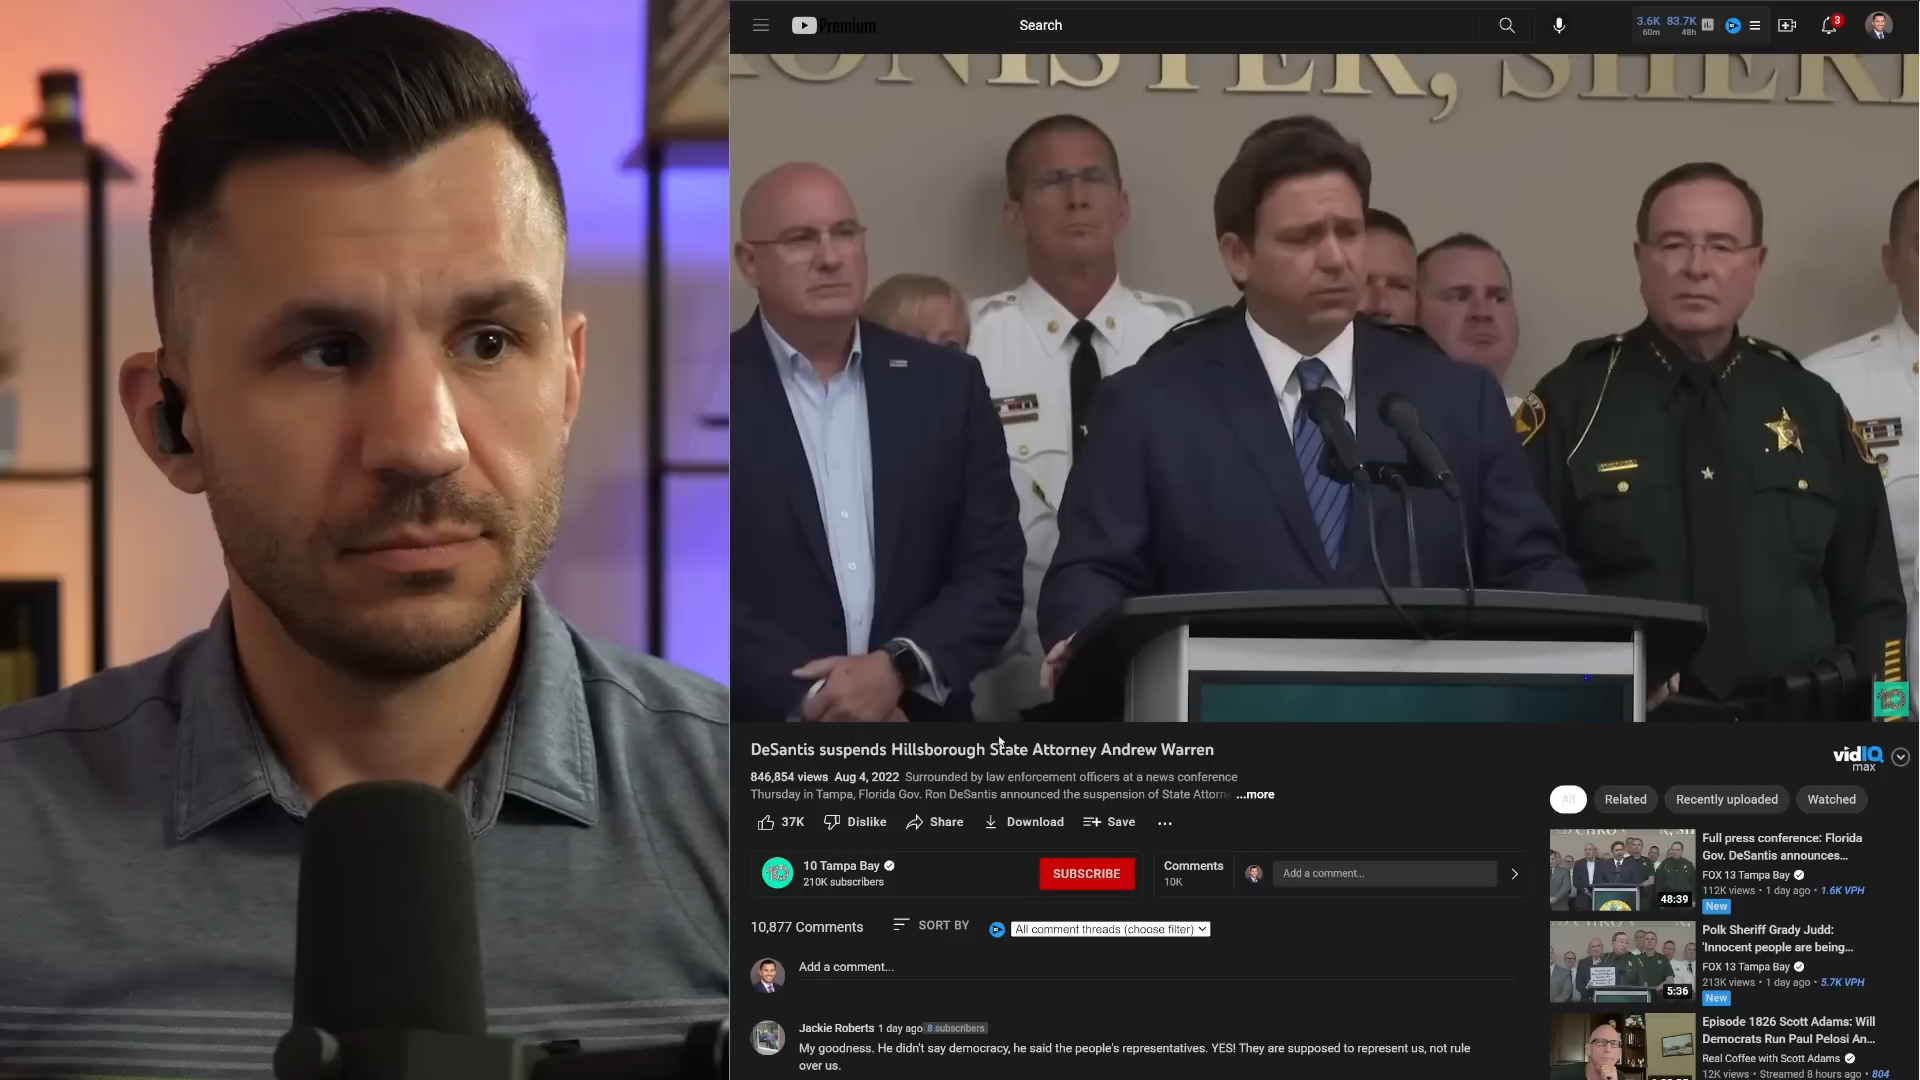 Premium
Search
3.6K 83.7K
60m 48h
3
ONISTER, SHERI
10
DeSantis suspends Hillsborough State Attorney Andrew Warren
846,854 views Aug 4, 2022 Surrounded by law enforcement officers at a news conference
Thursday in Tampa, Florida Gov. Ron DeSantis announced the suspension of State Attorn ...more
37K Dislike Share Download Save ...
vidIQ
max
All Related Recently uploaded Watched
10 Tampa Bay
210K subscribers
SUBSCRIBE
Comments
10K
Add a comment...
10,877 Comments SORT BY All comment threads (choose filter)
Add a comment...
Jackie Roberts 1 day ago 8 subscribers
My goodness. He didn't say democracy, he said the people's representatives. YES! They are supposed to represent us, not rule
over us.
Full press conference: Florida
Gov. DeSantis announces...
FOX 13 Tampa Bay
112K views • 1 day ago • 1.6K VPH
New
48:39
Polk Sheriff Grady Judd:
'Innocent people are being...
FOX 13 Tampa Bay
213K views • 1 day ago • 5.7K VPH
New
5:36
Episode 1826 Scott Adams: Will
Democrats Run Paul Pelosi An...
Real Coffee with Scott Adams
12K views • Streamed 8 hours ago • 804